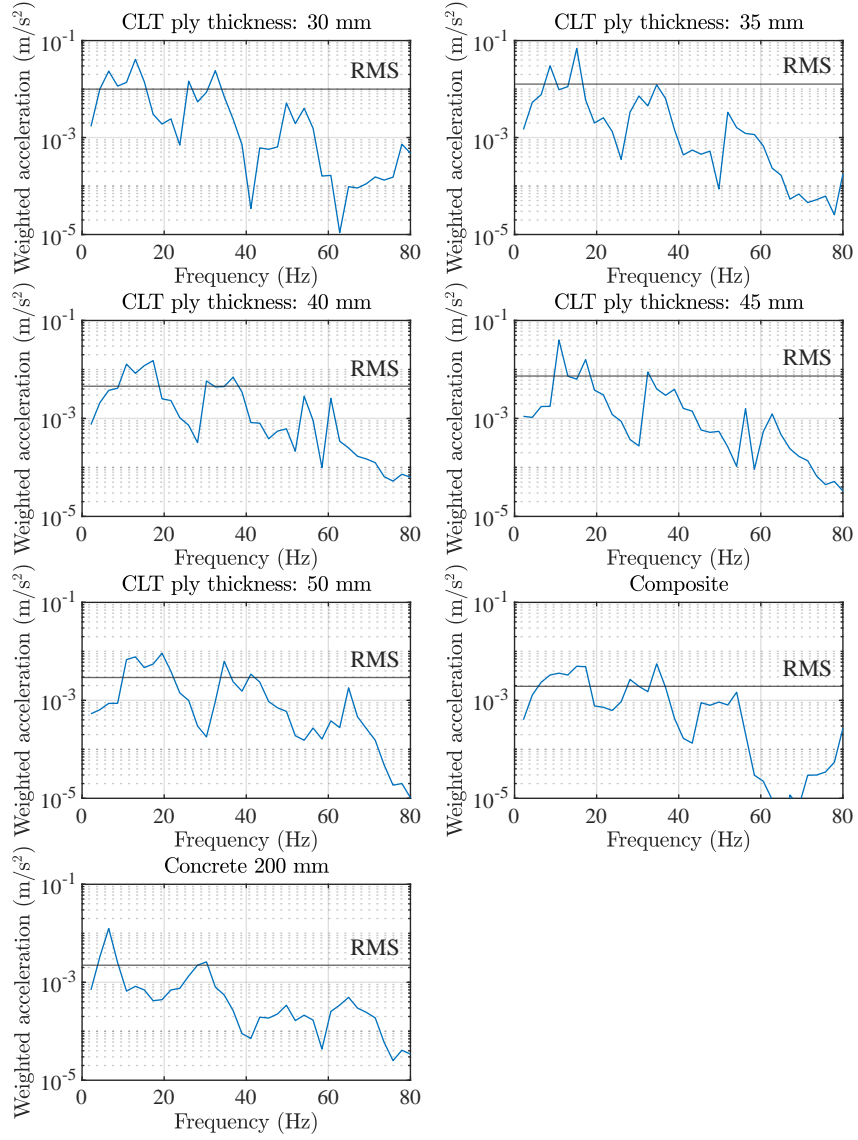 CLT ply thickness: 30 mm
Weighted acceleration (m/s²)
10⁻¹
10⁻³
10⁻⁵
RMS
0 20 40 60 80
Frequency (Hz)
CLT ply thickness: 35 mm
Weighted acceleration (m/s²)
10⁻¹
10⁻³
10⁻⁵
RMS
0 20 40 60 80
Frequency (Hz)
CLT ply thickness: 40 mm
Weighted acceleration (m/s²)
10⁻¹
10⁻³
10⁻⁵
RMS
0 20 40 60 80
Frequency (Hz)
CLT ply thickness: 45 mm
Weighted acceleration (m/s²)
10⁻¹
10⁻³
10⁻⁵
RMS
0 20 40 60 80
Frequency (Hz)
CLT ply thickness: 50 mm
Weighted acceleration (m/s²)
10⁻¹
10⁻³
10⁻⁵
RMS
0 20 40 60 80
Frequency (Hz)
Composite
Weighted acceleration (m/s²)
10⁻¹
10⁻³
10⁻⁵
RMS
0 20 40 60 80
Frequency (Hz)
Concrete 200 mm
Weighted acceleration (m/s²)
10⁻¹
10⁻³
10⁻⁵
RMS
0 20 40 60 80
Frequency (Hz)